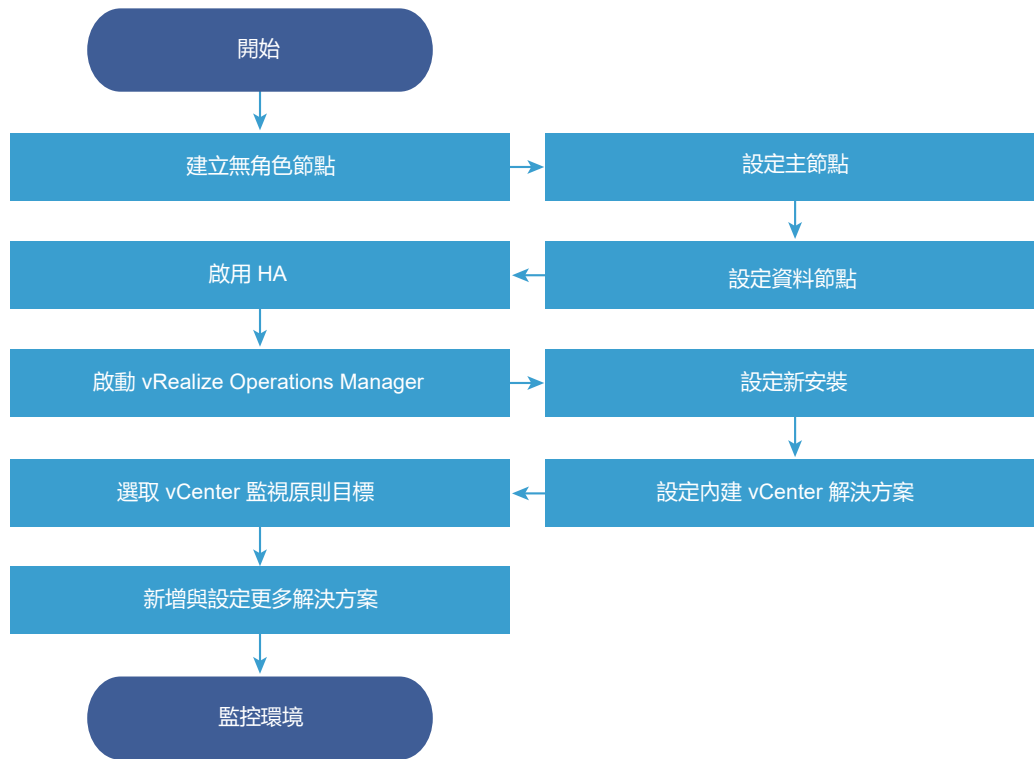 開始
建立無角色節點
設定主節點
設定資料節點
啟用 HA
啟動 vRealize Operations Manager
設定新安裝
設定內建 vCenter 解決方案
選取 vCenter 監視原則目標
新增與設定更多解決方案
監控環境